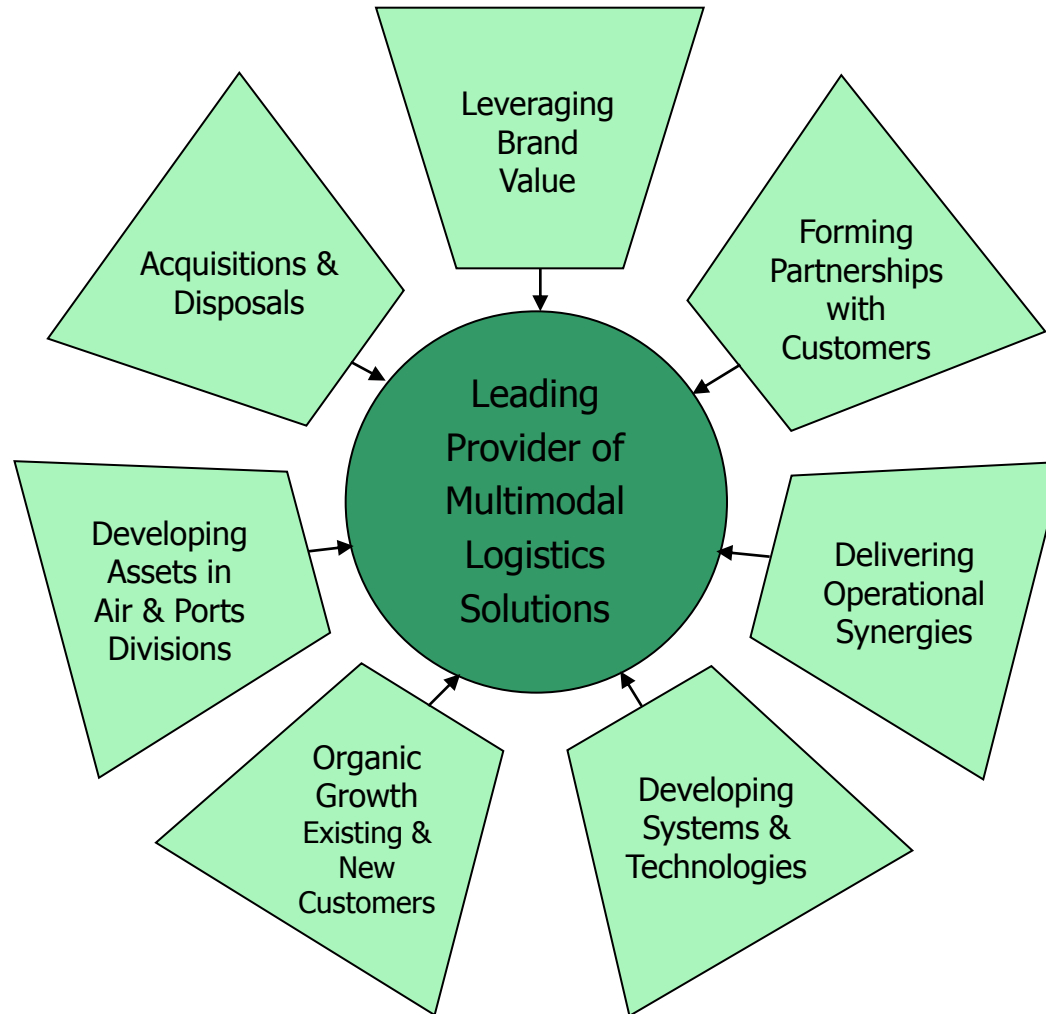 Leveraging
Brand
Value
Forming
Partnerships
with
Customers
Delivering
Operational
Synergies
Developing
Systems &
Technologies
Organic
Growth
Existing &
New
Customers
Developing
Assets in
Air & Ports
Divisions
Acquisitions &
Disposals
Leading
Provider of
Multimodal
Logistics
Solutions